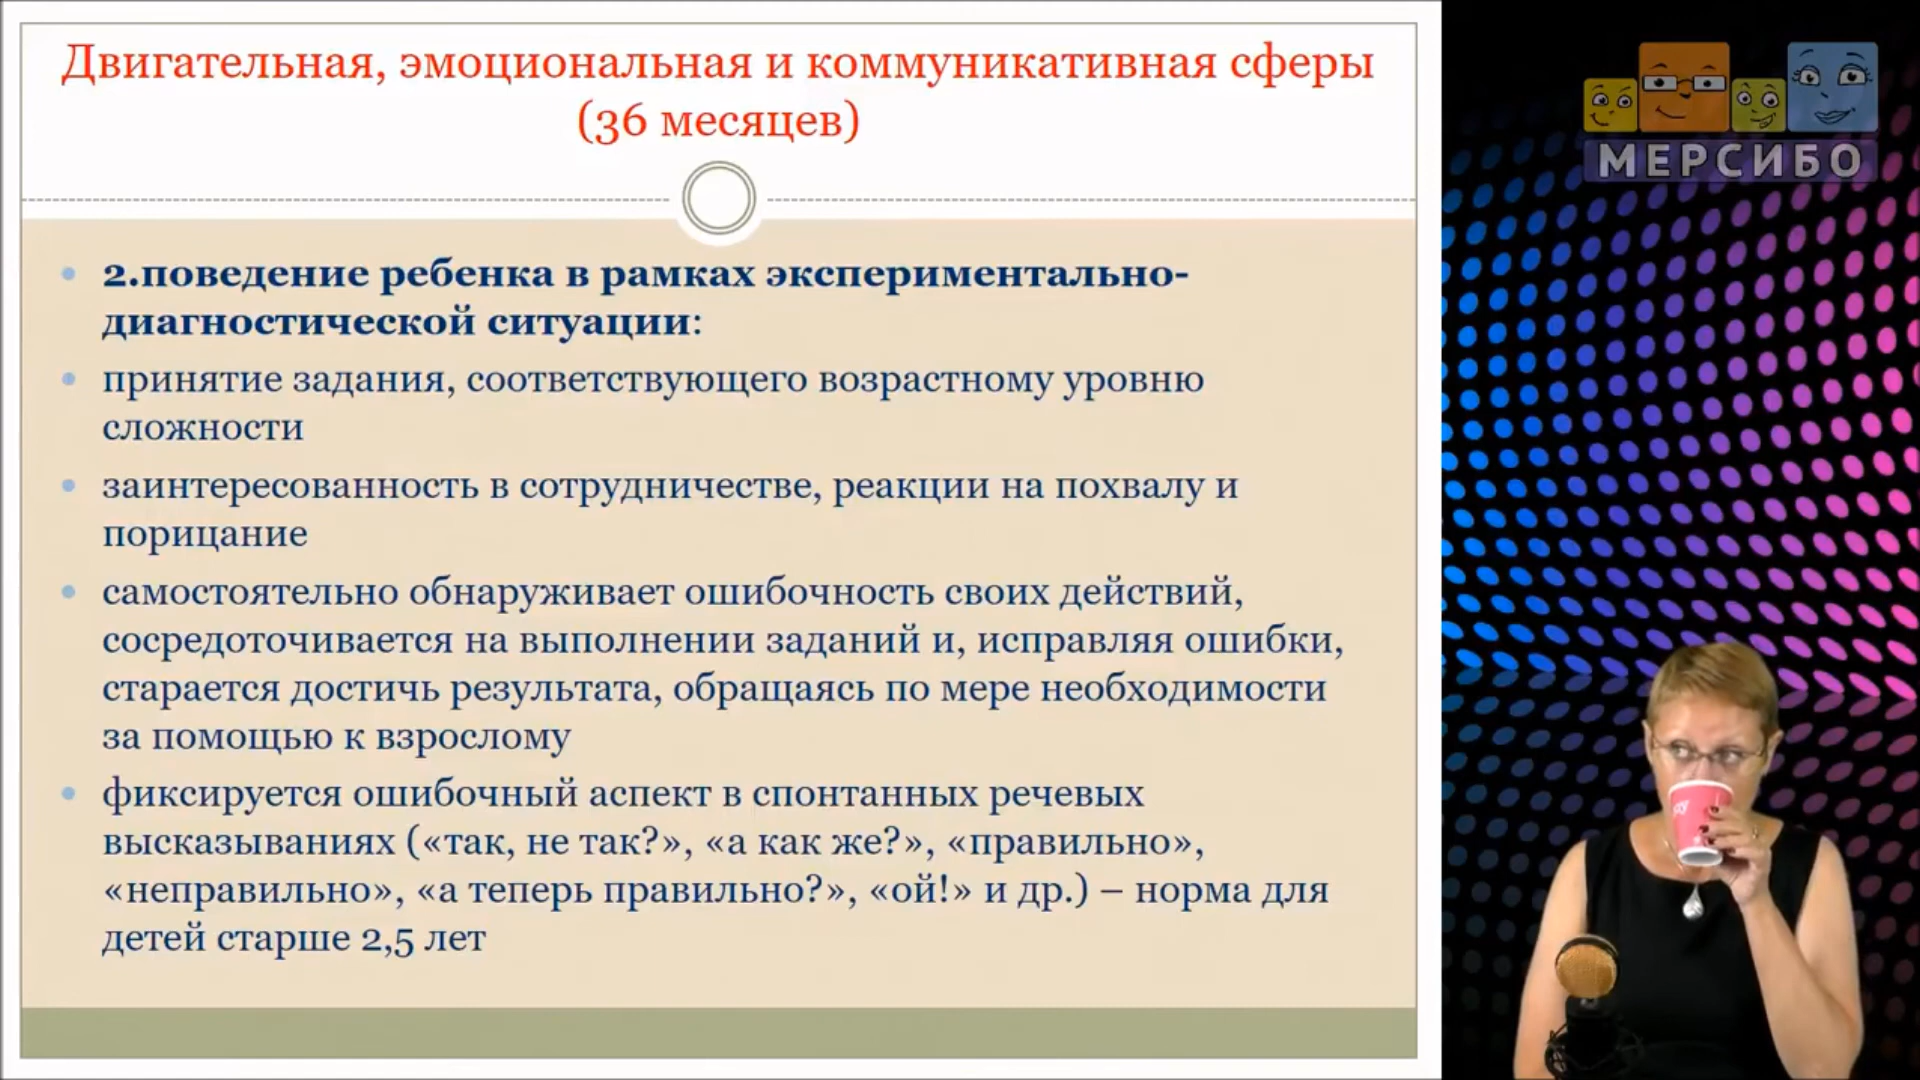 Двигательная, эмоциональная и коммуникативная сферы
(36 месяцев)
МЕРСИБО
2.поведение ребенка в рамках экспериментально-
диагностической ситуации:
принятие задания, соответствующего возрастному уровню
сложности
заинтересованность в сотрудничестве, реакции на похвалу и
порицание
самостоятельно обнаруживает ошибочность своих действий,
сосредоточивается на выполнении заданий и, исправляя ошибки,
старается достичь результата, обращаясь по мере необходимости
за помощью к взрослому
фиксируется ошибочный аспект в спонтанных речевых
высказываниях («так, не так?», «а как же?», «правильно»,
«неправильно», «а теперь правильно?», «ой!» и др.) – норма для
детей старше 2,5 лет